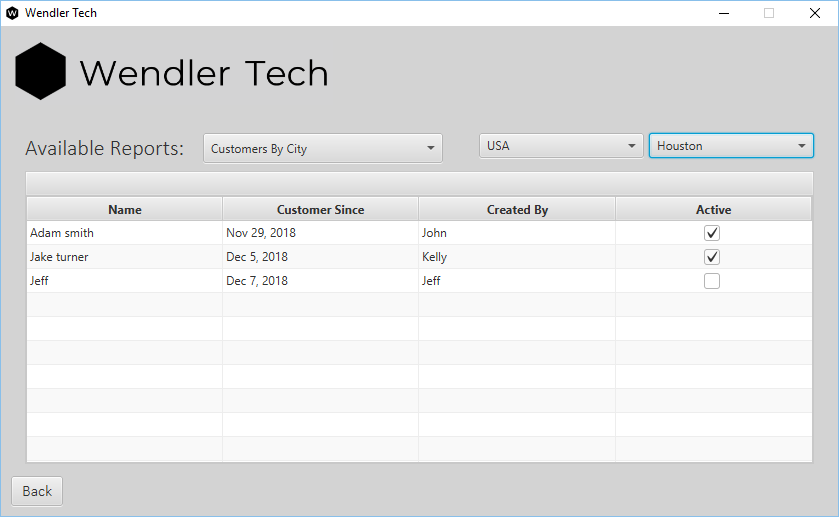 Wendler Tech
Wendler Tech
Available Reports: Customers By City USA Houston
Name Customer Since Created By Active
Adam smith Nov 29, 2018 John
Jake turner Dec 5, 2018 Kelly
Jeff Dec 7, 2018 Jeff
Back